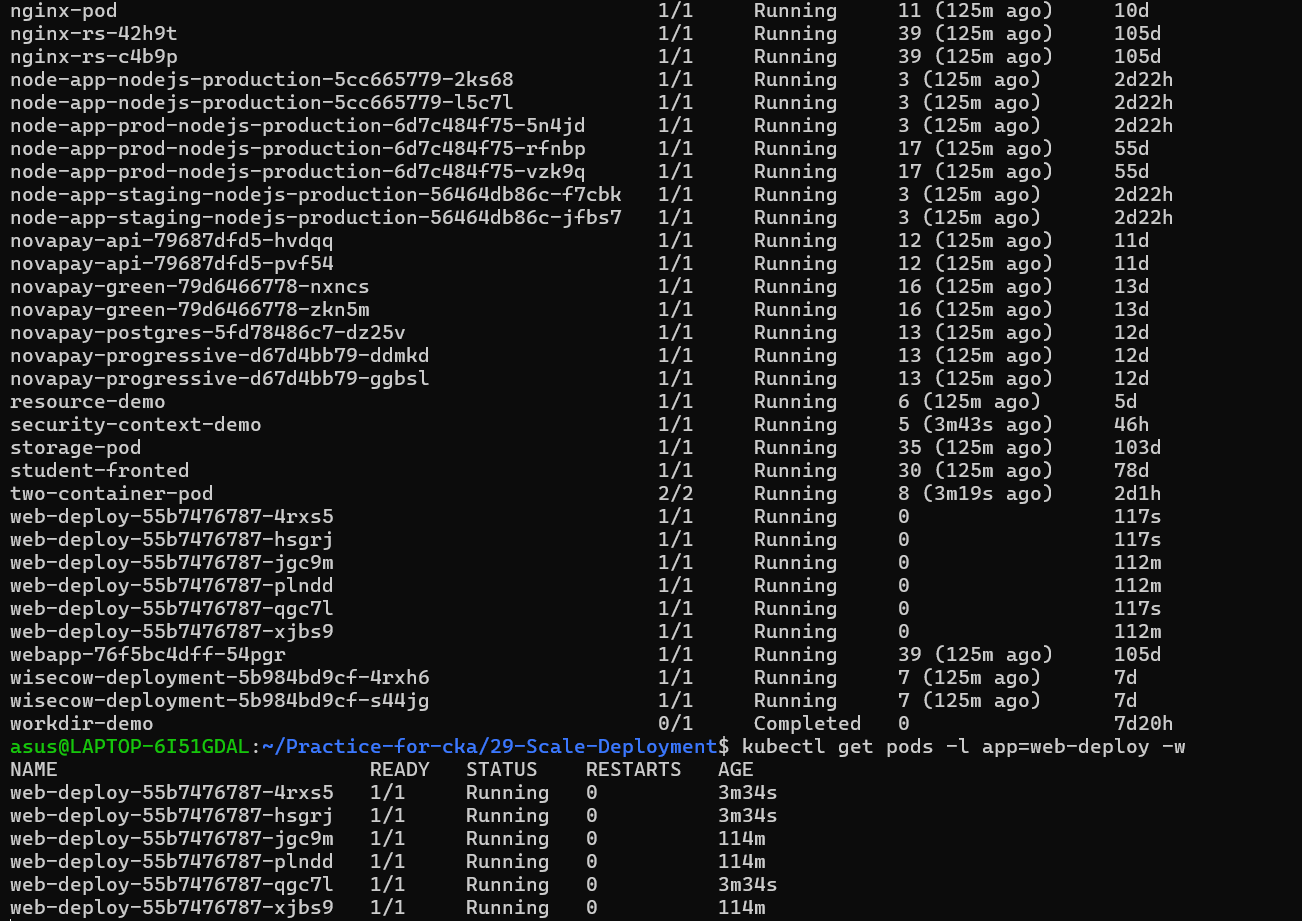 nginx-pod 1/1 Running 11 (125m ago) 10d
nginx-rs-42h9t 1/1 Running 39 (125m ago) 105d
nginx-rs-c4b9p 1/1 Running 39 (125m ago) 105d
node-app-nodejs-production-5cc665779-2ks68 1/1 Running 3 (125m ago) 2d22h
node-app-nodejs-production-5cc665779-l5c7l 1/1 Running 3 (125m ago) 2d22h
node-app-prod-nodejs-production-6d7c484f75-5n4jd 1/1 Running 3 (125m ago) 2d22h
node-app-prod-nodejs-production-6d7c484f75-rfnbp 1/1 Running 17 (125m ago) 55d
node-app-prod-nodejs-production-6d7c484f75-vzk9q 1/1 Running 17 (125m ago) 55d
node-app-staging-nodejs-production-56464db86c-f7cbk 1/1 Running 3 (125m ago) 2d22h
node-app-staging-nodejs-production-56464db86c-jfbs7 1/1 Running 3 (125m ago) 2d22h
novapay-api-79687dfd5-hvdqq 1/1 Running 12 (125m ago) 11d
novapay-api-79687dfd5-pvf54 1/1 Running 12 (125m ago) 11d
novapay-green-79d6466778-nxncs 1/1 Running 16 (125m ago) 13d
novapay-green-79d6466778-zkn5m 1/1 Running 16 (125m ago) 13d
novapay-postgres-5fd78486c7-dz25v 1/1 Running 13 (125m ago) 12d
novapay-progressive-d67d4bb79-ddmkd 1/1 Running 13 (125m ago) 12d
novapay-progressive-d67d4bb79-ggbsl 1/1 Running 13 (125m ago) 12d
resource-demo 1/1 Running 6 (125m ago) 5d
security-context-demo 1/1 Running 5 (3m43s ago) 46h
storage-pod 1/1 Running 35 (125m ago) 103d
student-fronted 1/1 Running 30 (125m ago) 78d
two-container-pod 2/2 Running 8 (3m19s ago) 2d1h
web-deploy-55b7476787-4rxs5 1/1 Running 0 117s
web-deploy-55b7476787-hsgrj 1/1 Running 0 117s
web-deploy-55b7476787-jgc9m 1/1 Running 0 112m
web-deploy-55b7476787-plndd 1/1 Running 0 112m
web-deploy-55b7476787-qgc7l 1/1 Running 0 117s
web-deploy-55b7476787-xjbs9 1/1 Running 0 112m
webapp-76f5bc4dff-54pgr 1/1 Running 39 (125m ago) 105d
wisecow-deployment-5b984bd9cf-4rxh6 1/1 Running 7 (125m ago) 7d
wisecow-deployment-5b984bd9cf-s44jg 1/1 Running 7 (125m ago) 7d
workdir-demo 0/1 Completed 0 7d20h
asus@LAPTOP-6I51GDAL:~/Practice-for-cka/29-Scale-Deployment$ kubectl get pods -l app=web-deploy -w
NAME READY STATUS RESTARTS AGE
web-deploy-55b7476787-4rxs5 1/1 Running 0 3m34s
web-deploy-55b7476787-hsgrj 1/1 Running 0 3m34s
web-deploy-55b7476787-jgc9m 1/1 Running 0 114m
web-deploy-55b7476787-plndd 1/1 Running 0 114m
web-deploy-55b7476787-qgc7l 1/1 Running 0 3m34s
web-deploy-55b7476787-xjbs9 1/1 Running 0 114m